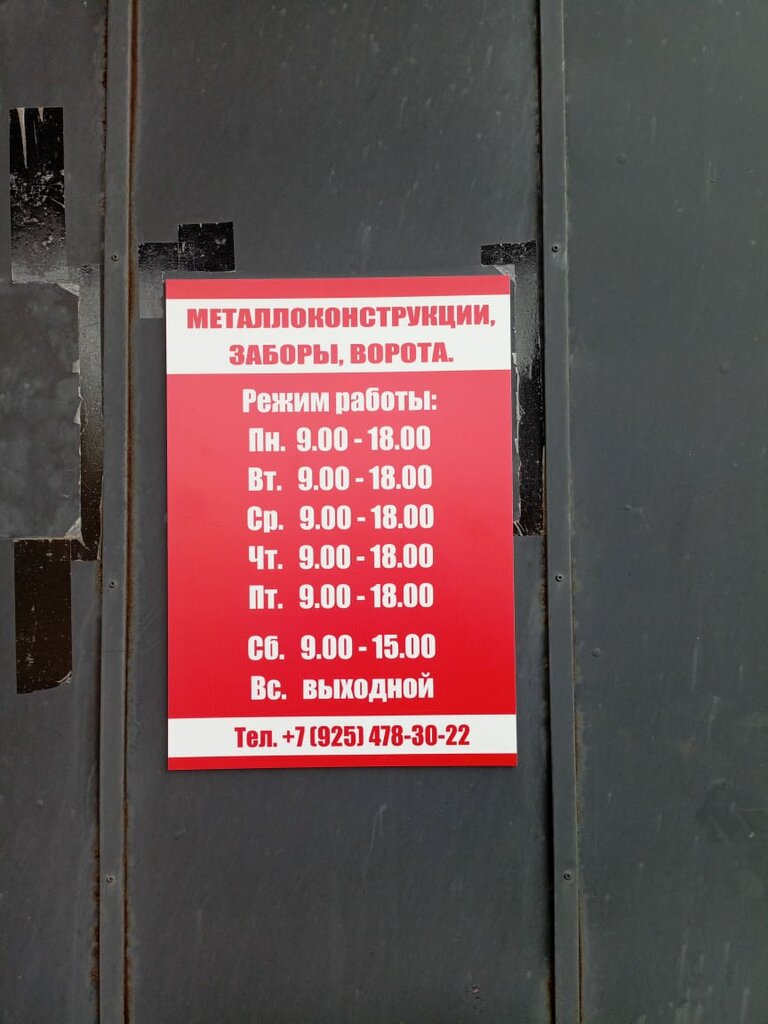 МЕТАЛЛОКОНСТРУКЦИИ,
ЗАБОРЫ, ВОРОТА.
Режим работы:
Пн. 9.00 - 18.00
Вт. 9.00 - 18.00
Ср. 9.00 - 18.00
Чт. 9.00 - 18.00
Пт. 9.00 - 18.00
Сб. 9.00 - 15.00
Вс. выходной
Тел. +7 (925) 478-30-22